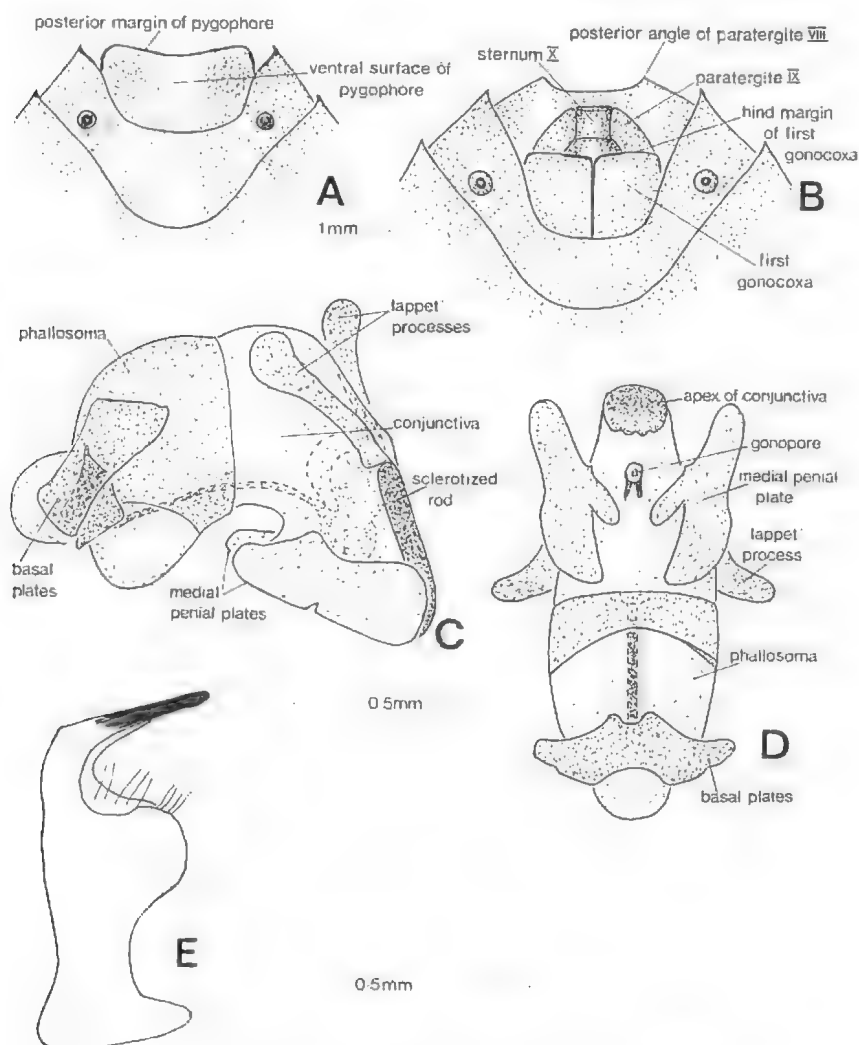 posterior margin of pygophore
ventral surface of
pygophore
A
1mm
posterior angle of paratergite VIII
sternum X
paratergite IX
hind margin
of first
gonocoxa
B
first
gonocoxa
phallosoma
lappet
processes
conjunctiva
sclerotized
rod
basal
plates
medial
penial plates
C
0·5mm
apex of conjunctiva
gonopore
medial penial
plate
lappet
process
phallosoma
D
basal plates
E
0·5mm